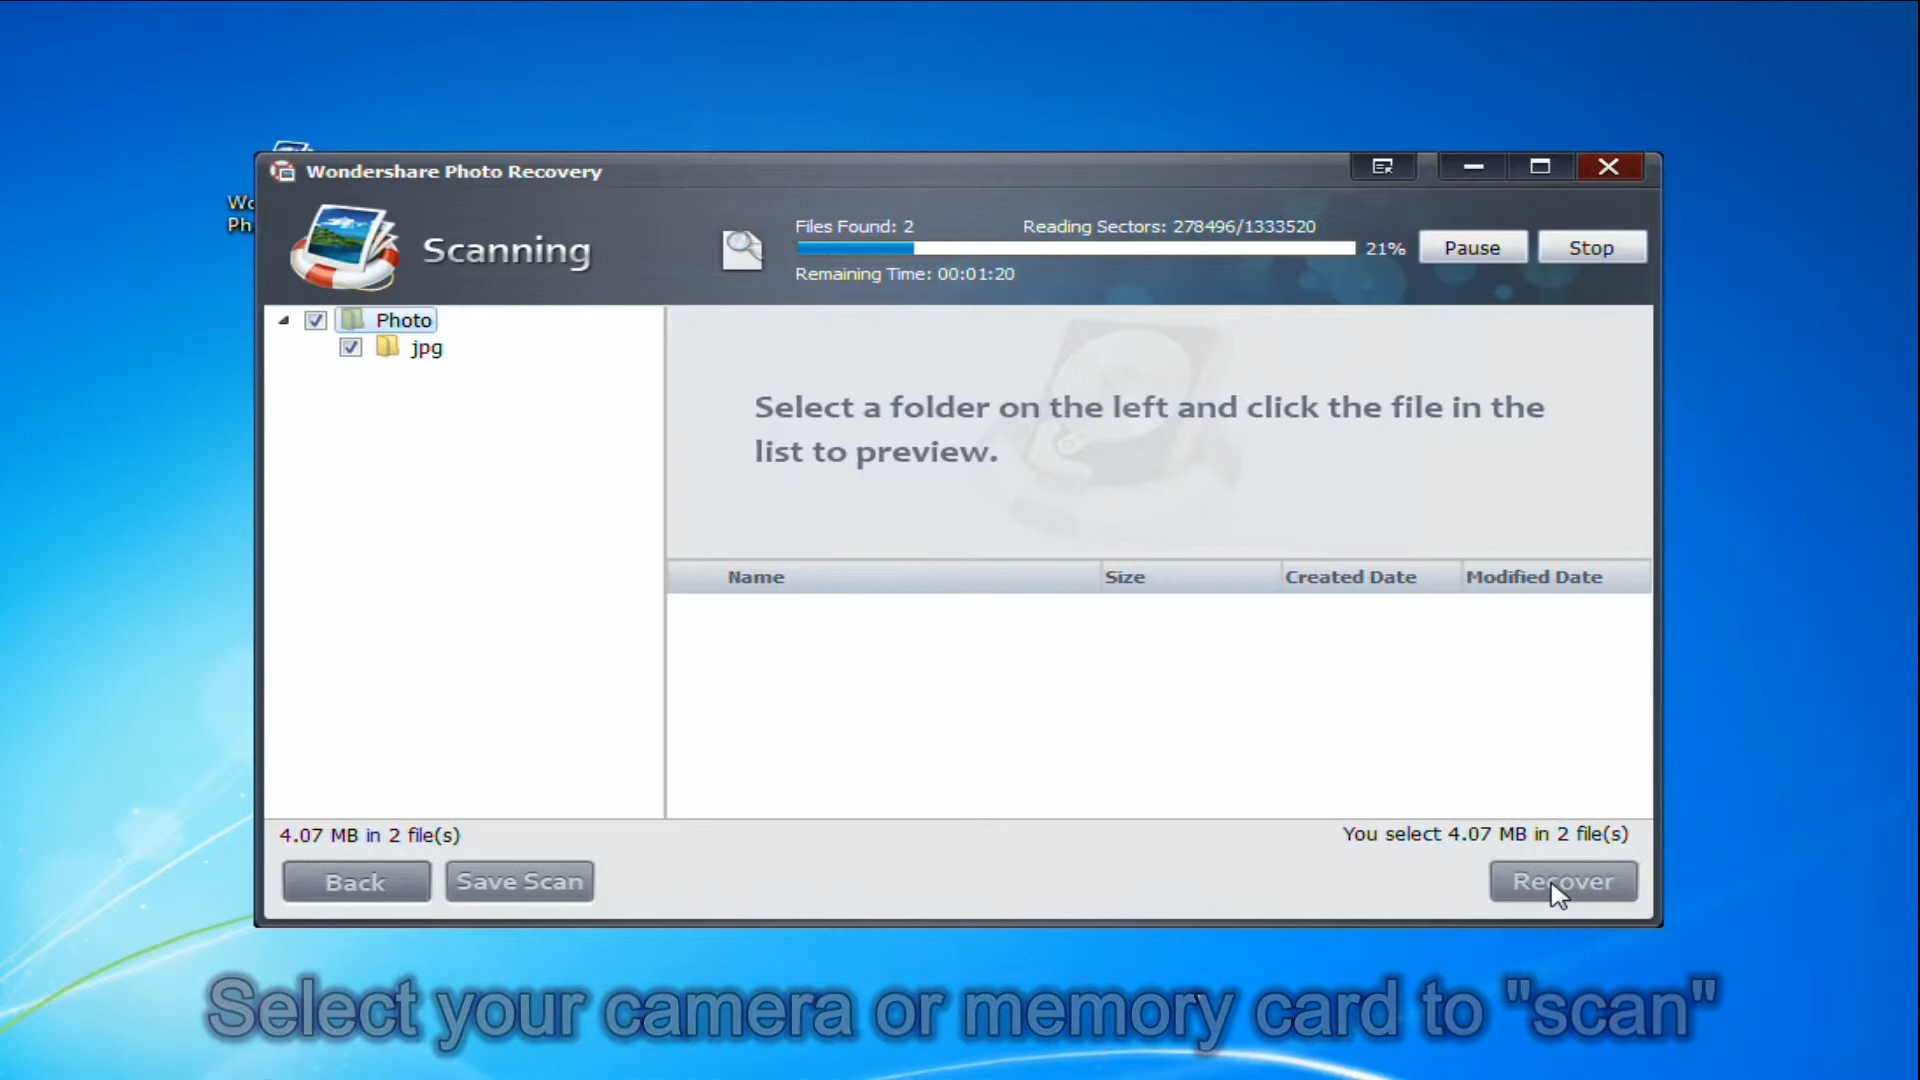 Wondershare Photo Recovery
Wo
Ph
Scanning
Files Found: 2
Reading Sectors: 278496/1333520
21%
Pause
Stop
Remaining Time: 00:01:20
Photo
jpg
Select a folder on the left and click the file in the
list to preview.
Name
Size
Created Date
Modified Date
4.07 MB in 2 file(s)
You select 4.07 MB in 2 file(s)
Back
Save Scan
Recover
Select your camera or memory card to "scan"